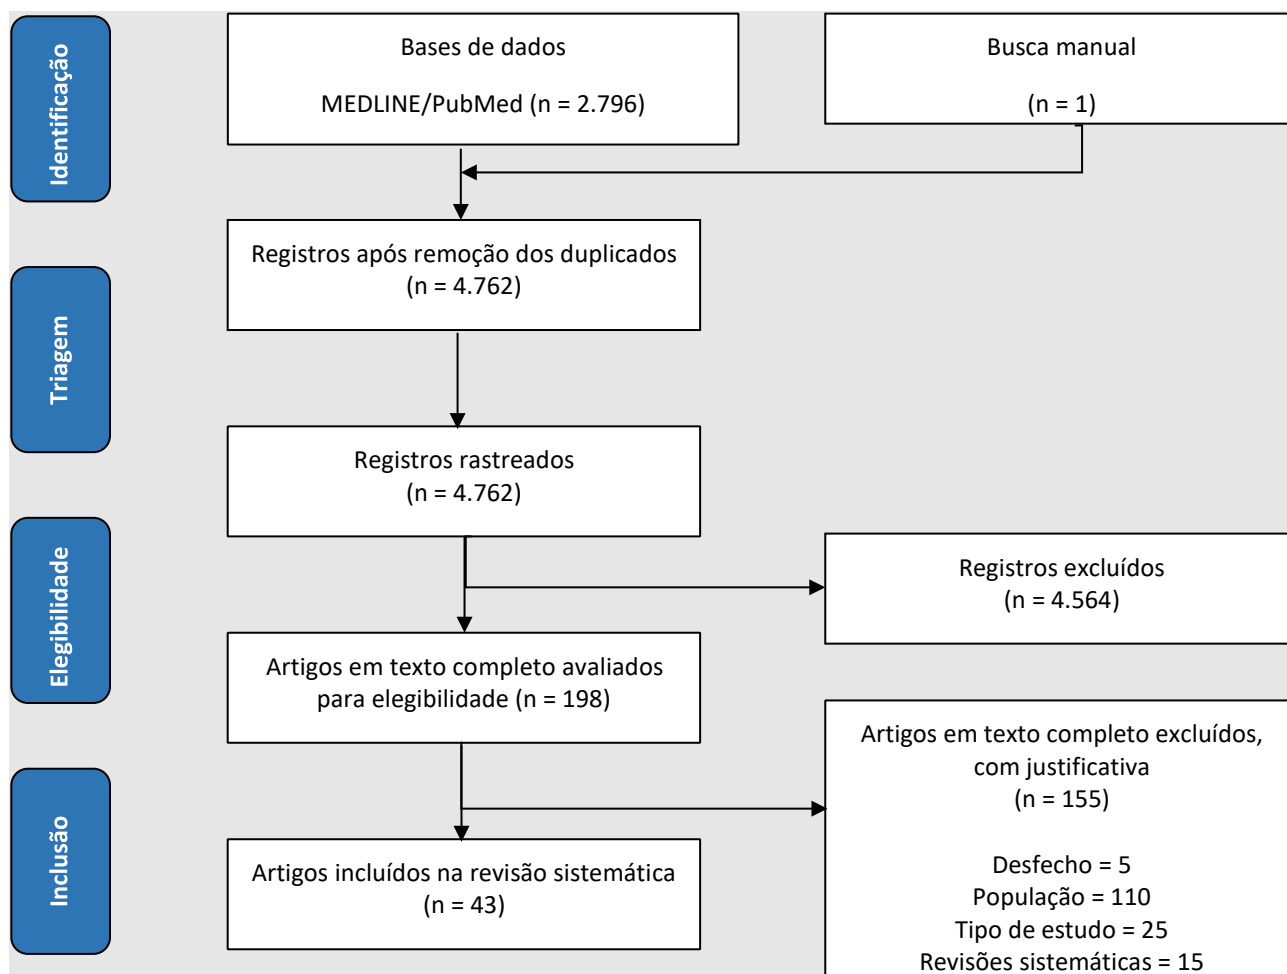 Identificação
Bases de dados
MEDLINE/PubMed (n = 2.796)
Busca manual
(n = 1)
Registros após remoção dos duplicados
(n = 4.762)
Triagem
Registros rastreados
(n = 4.762)
Elegibilidade
Registros excluídos
(n = 4.564)
Artigos em texto completo avaliados
para elegibilidade (n = 198)
Artigos em texto completo excluídos,
com justificativa
(n = 155)
Desfecho = 5
População = 110
Tipo de estudo = 25
Revisões sistemáticas = 15
Inclusão
Artigos incluídos na revisão sistemática
(n = 43)